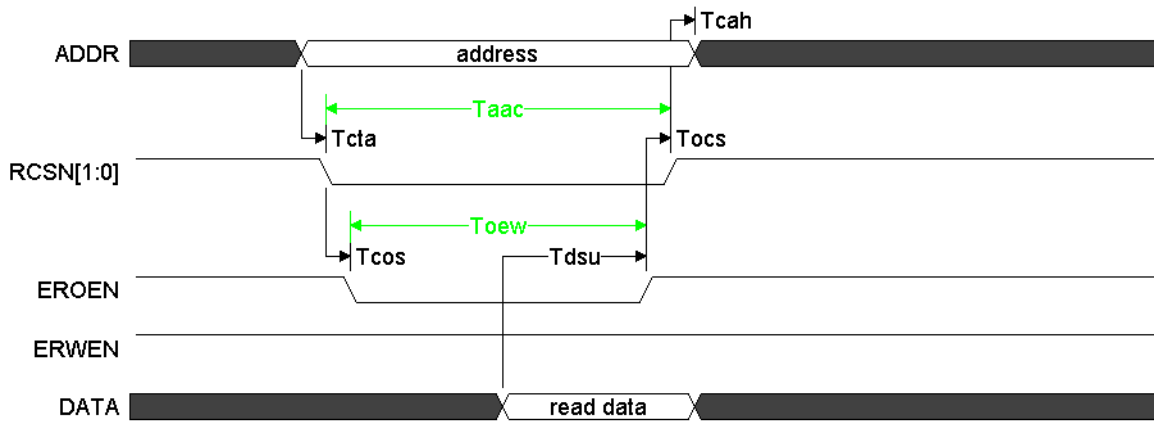 Tcah
ADDR address
Taac
Tcta Tocs
RCSN[1:0]
Toew
Tcos Tdsu
EROEN
ERWEN
DATA read data